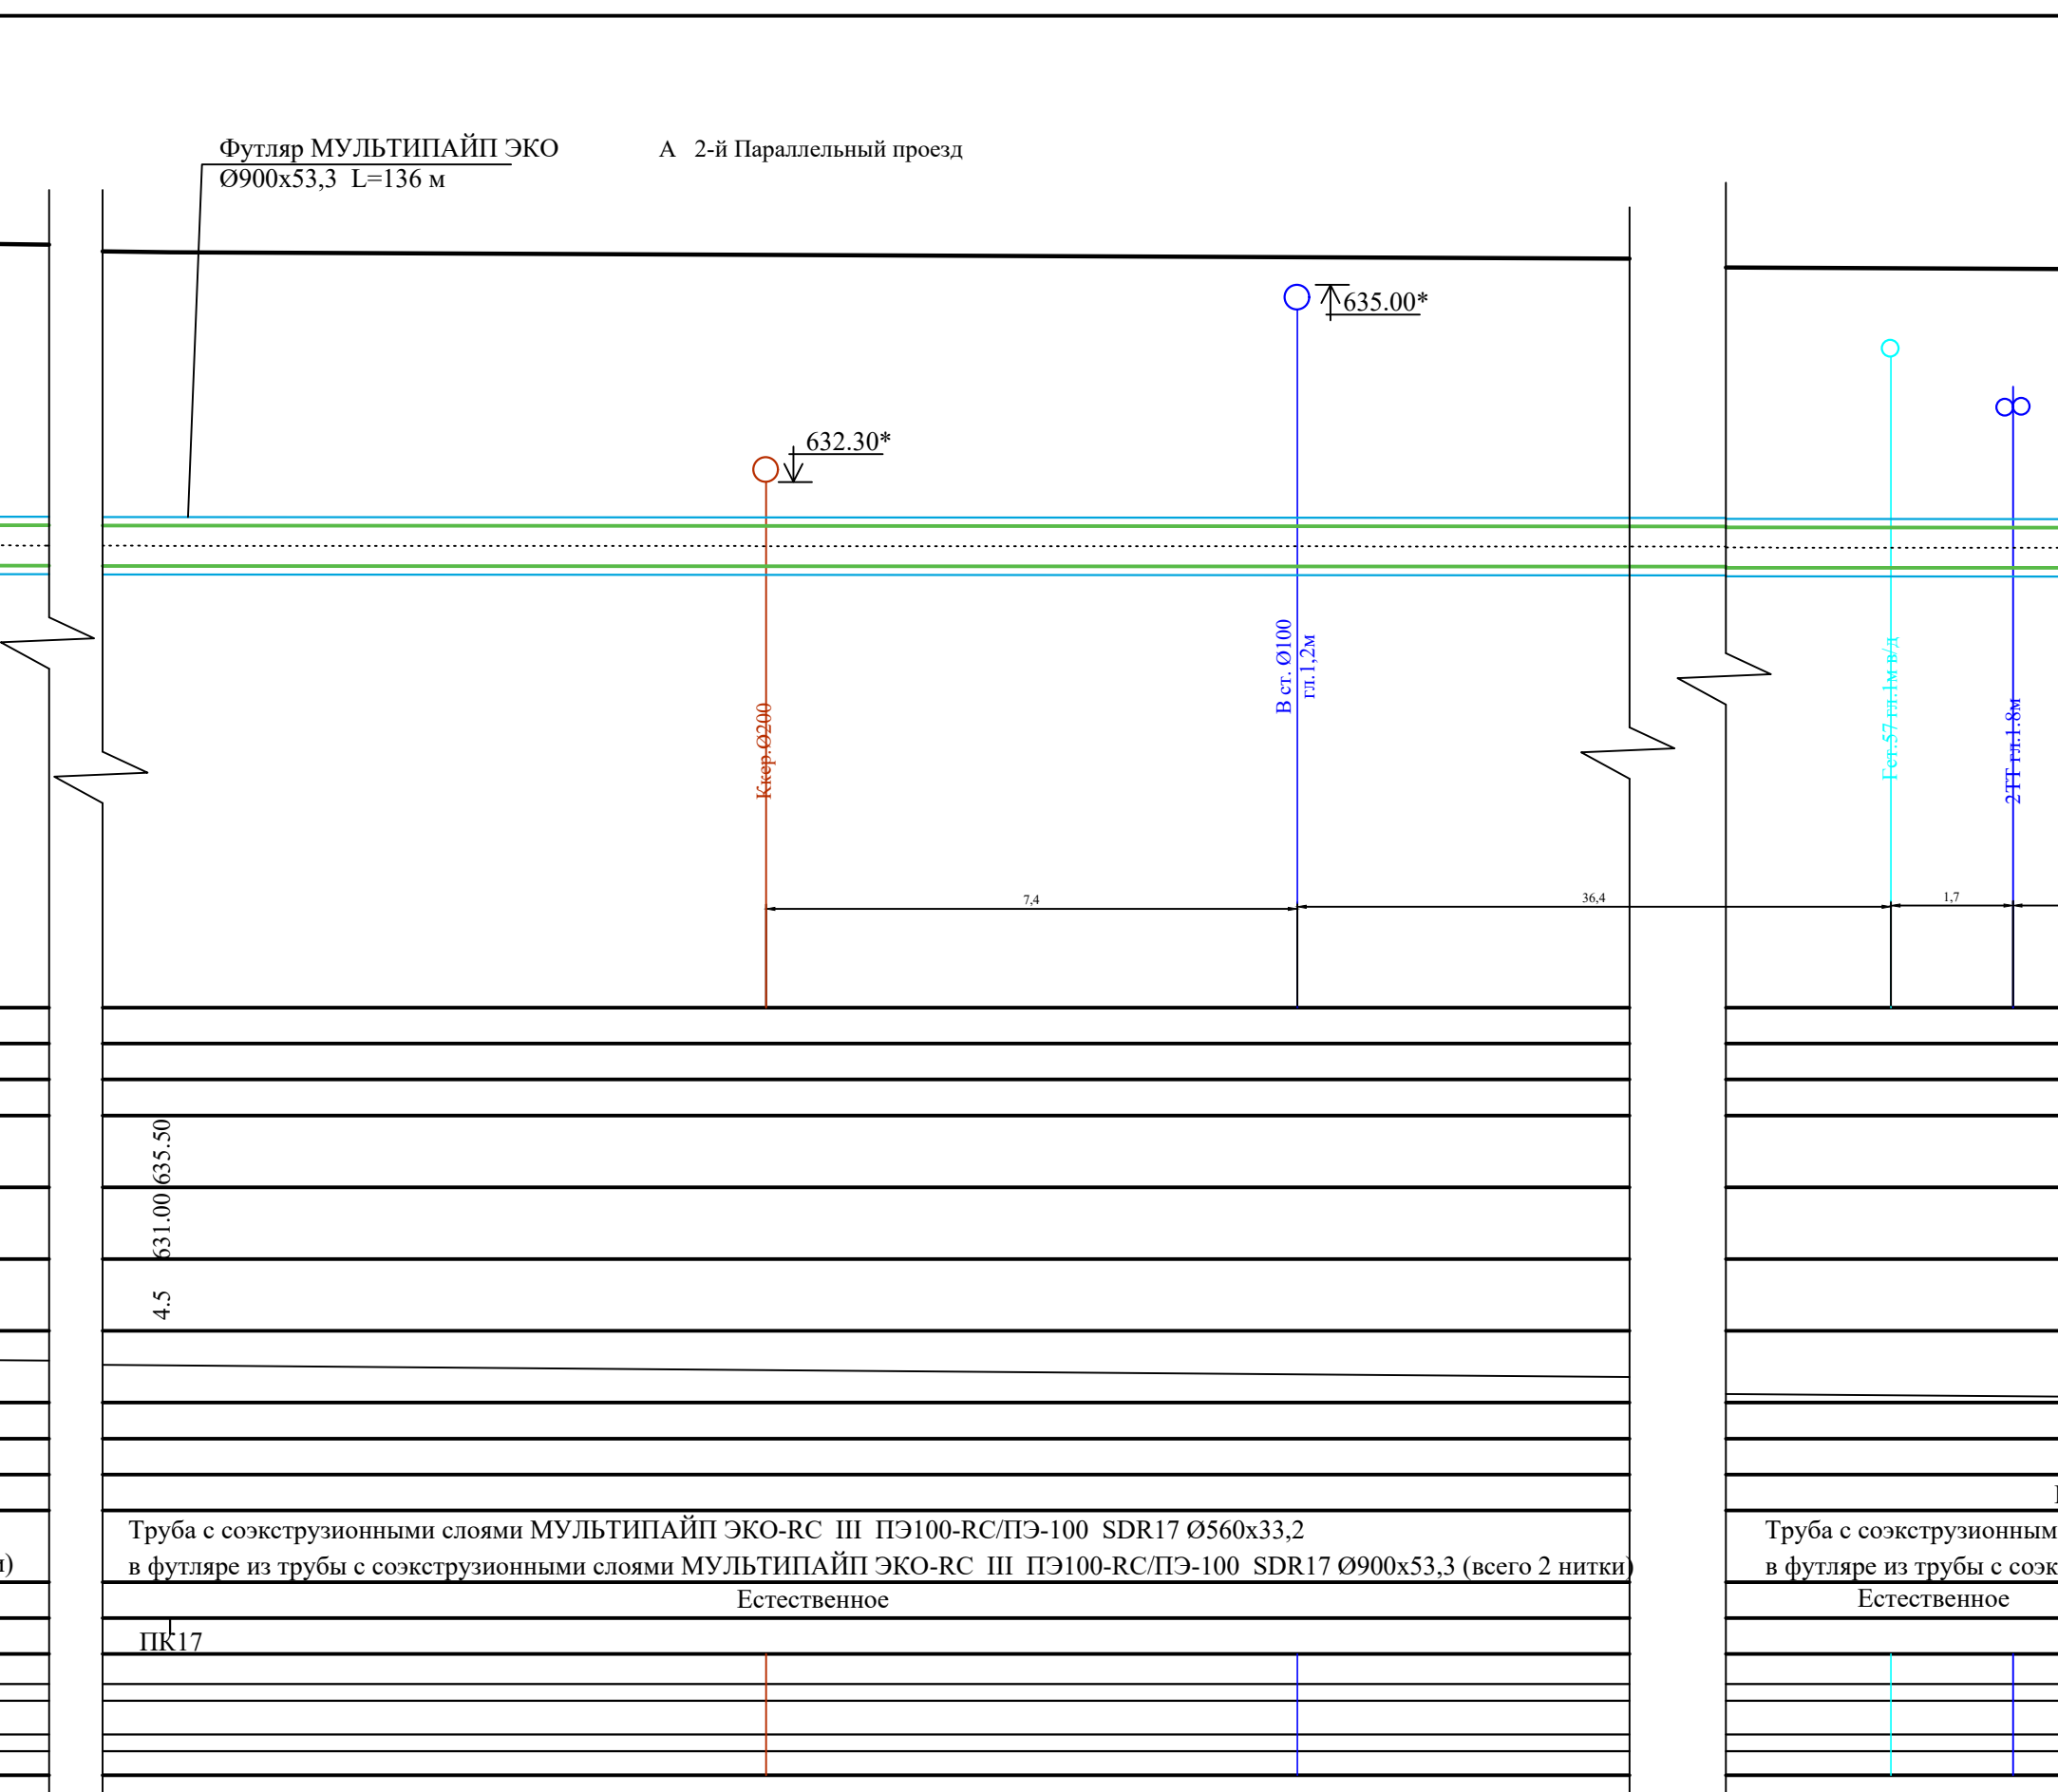 Футляр МУЛЬТИПАЙП ЭКО
Ø900х53,3 L=136 м
А 2-й Параллельный проезд
635.00*
632.30*
В ст. Ø100
гл.1,2м
Ккер.Ø200
Гст.57 гл.1м в/д
2ТТ гл.1.8м
7,4
36,4
1,7
635.50
631.00
4.5
Труба с соэкструзионными слоями МУЛЬТИПАЙП ЭКО-RC III ПЭ100-RC/ПЭ-100 SDR17 Ø560х33,2
в футляре из трубы с соэкструзионными слоями МУЛЬТИПАЙП ЭКО-RC III ПЭ100-RC/ПЭ-100 SDR17 Ø900х53,3 (всего 2 нитки)
Труба с соэкструзионным
в футляре из трубы с соэк
Естественное
Естественное
ПК17